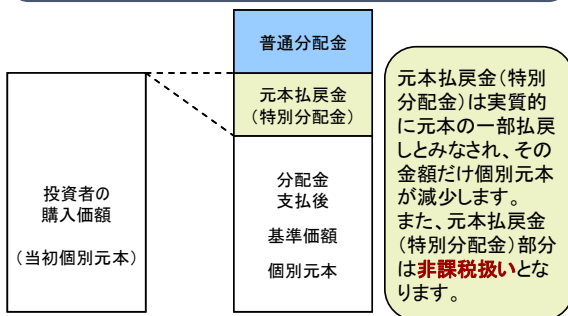 普通分配金
元本払戻金
(特別分配金)
投資者の
購入価額
(当初個別元本)
分配金
支払後
基準価額
個別元本
元本払戻金(特別
分配金)は実質的
に元本の一部払戻
しとみなされ、その
金額だけ個別元本
が減少します。
また、元本払戻金
(特別分配金)部分
は非課税扱いとな
ります。